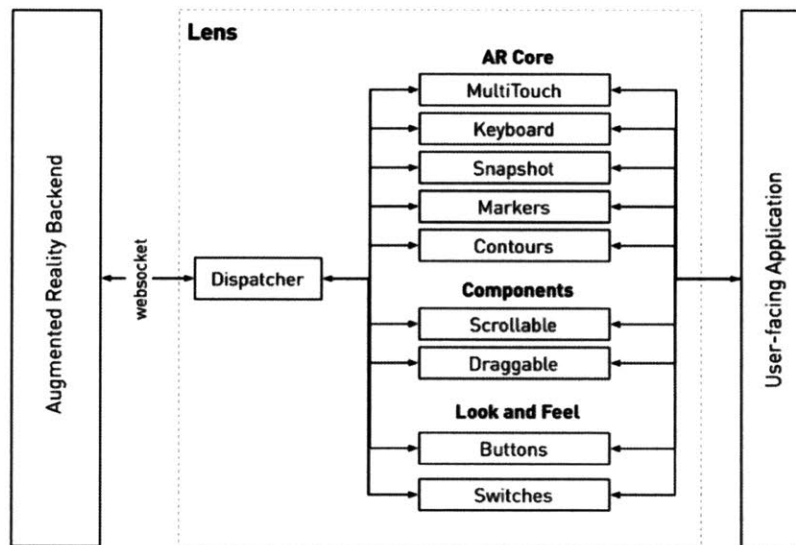 Lens
AR Core
MultiTouch
Keyboard
Snapshot
Markers
Contours
Components
Scrollable
Draggable
Look and Feel
Buttons
Switches
Dispatcher
websocket
Augmented Reality Backend
User-facing Application